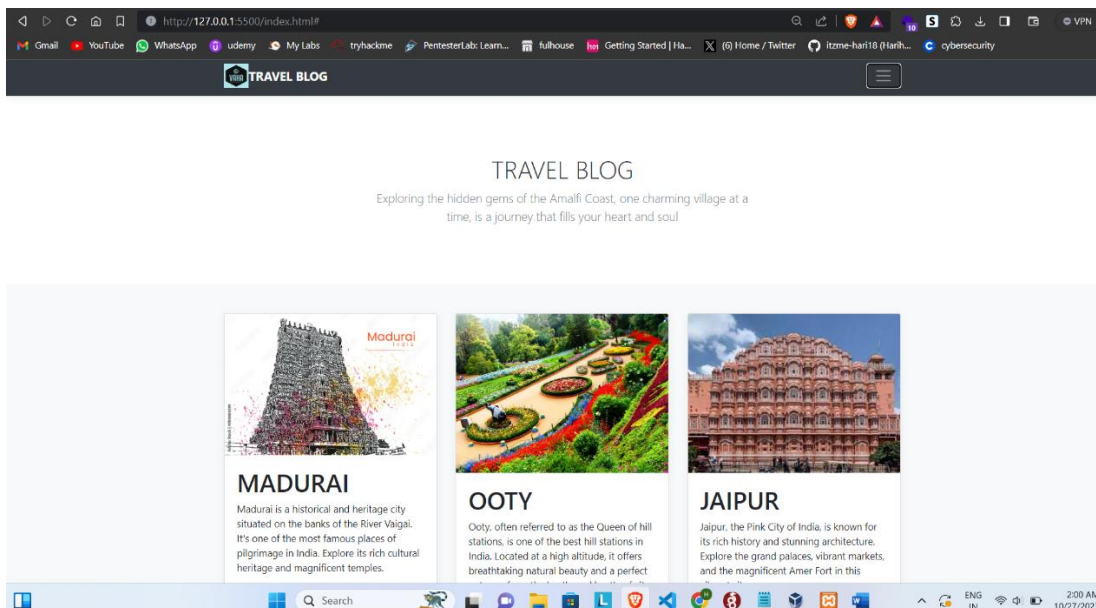 http://127.0.0.1:5500/index.html#
10
S
VPN
Gmail
YouTube
WhatsApp
udemy
My Labs
tryhackme
PentesterLab: Learn...
fulhouse
Getting Started | Ha...
(6) Home / Twitter
itzme-hari18 (Harih...
cybersecurity
TRAVEL BLOG
TRAVEL BLOG
Exploring the hidden gems of the Amalfi Coast, one charming village at a
time, is a journey that fills your heart and soul
Madurai
India
MADURAI
Madurai is a historical and heritage city
situated on the banks of the River Vaigai.
It's one of the most famous places of
pilgrimage in India. Explore its rich cultural
heritage and magnificent temples.
OOTY
Ooty, often referred to as the Queen of hill
stations, is one of the best hill stations in
India. Located at a high altitude, it offers
breathtaking natural beauty and a perfect
JAIPUR
Jaipur, the Pink City of India, is known for
its rich history and stunning architecture.
Explore the grand palaces, vibrant markets,
and the magnificent Amer Fort in this
Search
ENG
IN
2:00 AM
10/27/202